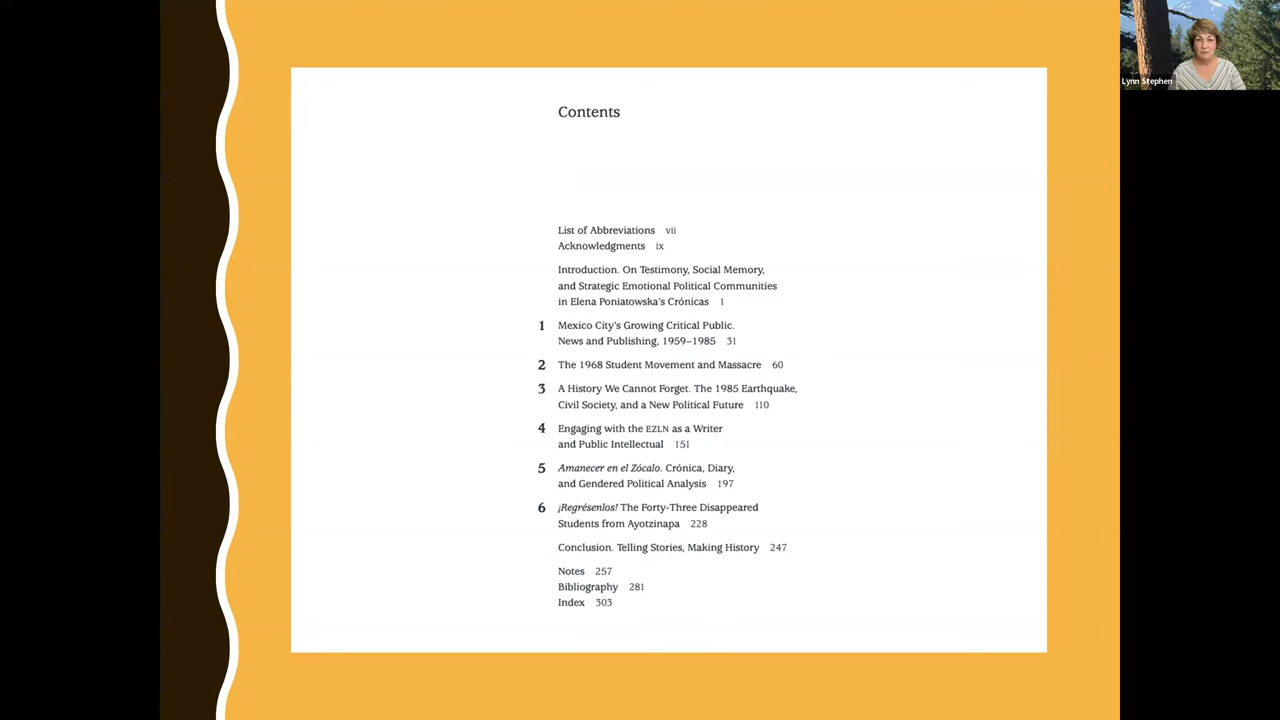 Lynn Stephen
Contents
List of Abbreviations vii
Acknowledgments ix
Introduction. On Testimony, Social Memory,
and Strategic Emotional Political Communities
in Elena Poniatowska's Crónicas 1
1 Mexico City's Growing Critical Public.
News and Publishing, 1959–1985 31
2 The 1968 Student Movement and Massacre 60
3 A History We Cannot Forget. The 1985 Earthquake,
Civil Society, and a New Political Future 110
4 Engaging with the EZLN as a Writer
and Public Intellectual 151
5 Amanecer en el Zócalo. Crónica, Diary,
and Gendered Political Analysis 197
6 ¡Regrésenlos! The Forty-Three Disappeared
Students from Ayotzinapa 228
Conclusion. Telling Stories, Making History 247
Notes 257
Bibliography 281
Index 303